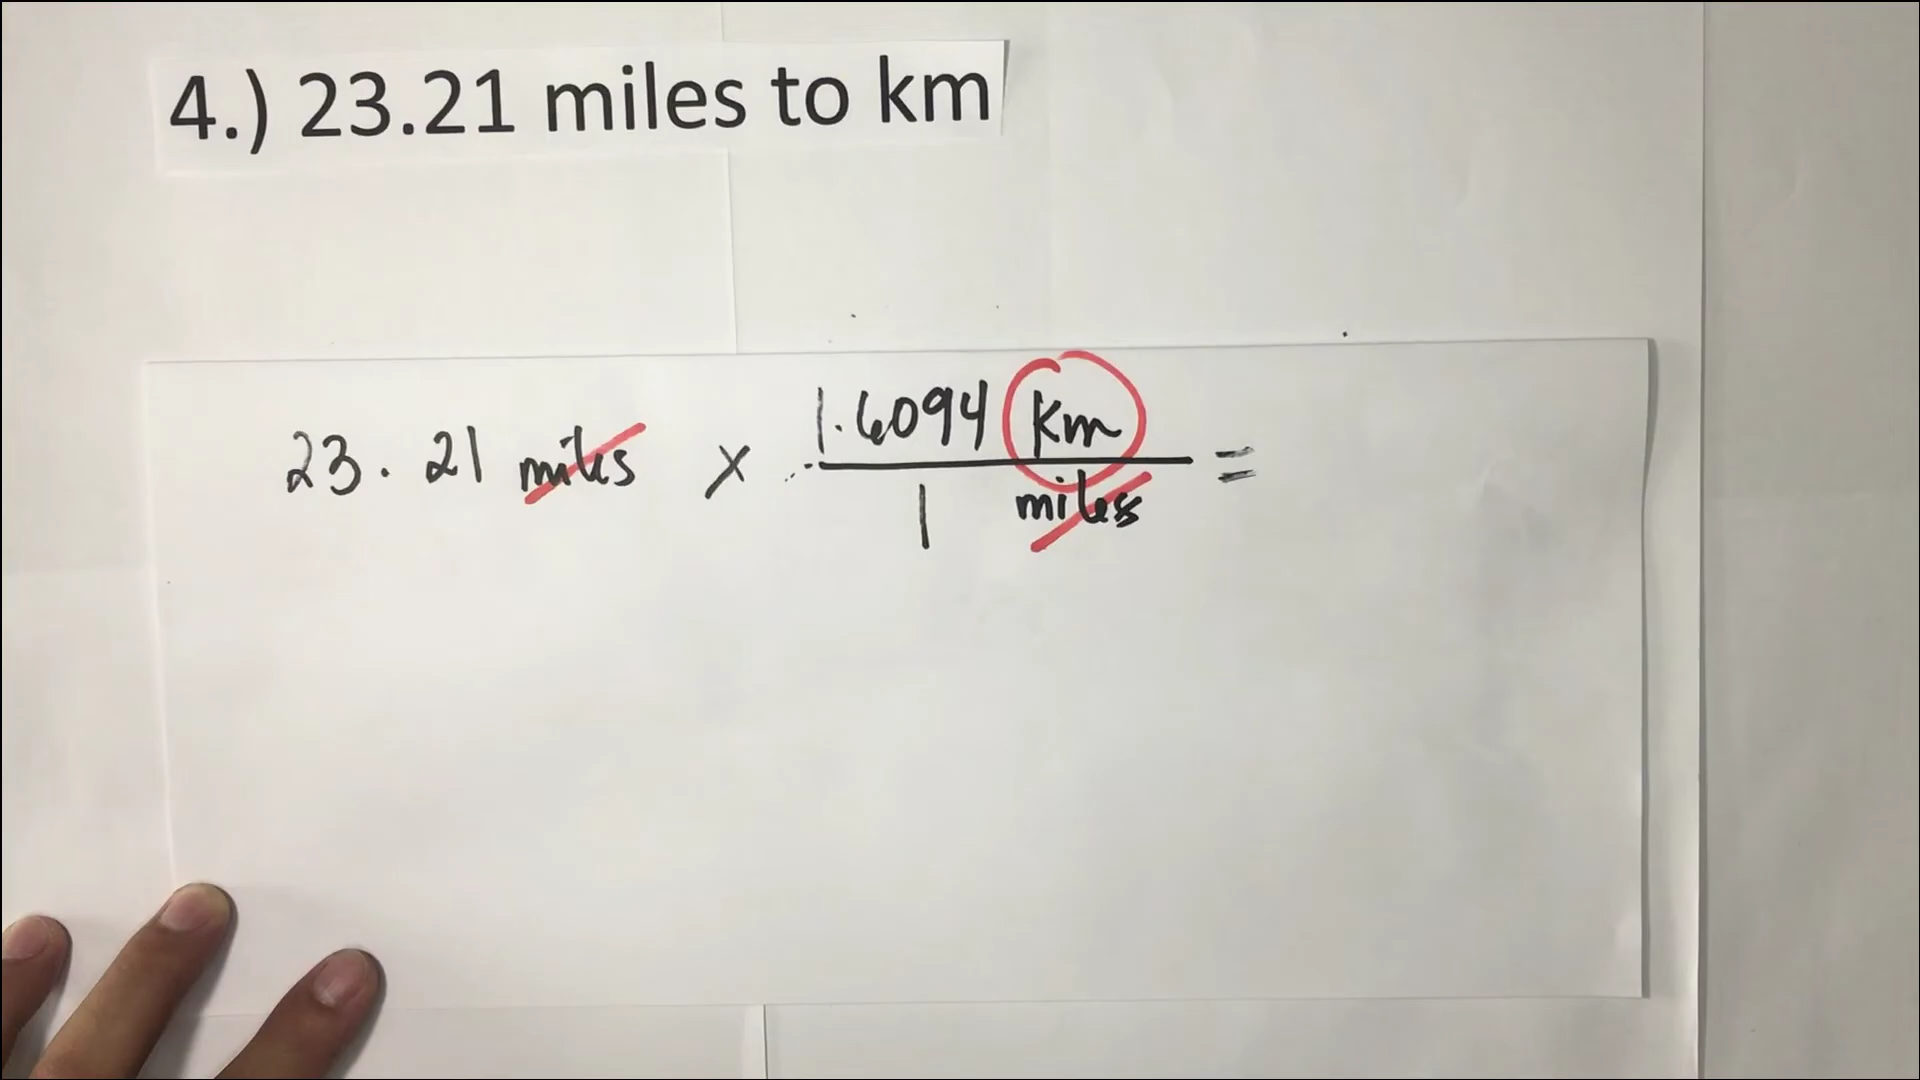 4.) 23.21 miles to km
23.21 miles x 1.6094 km =
1 miles